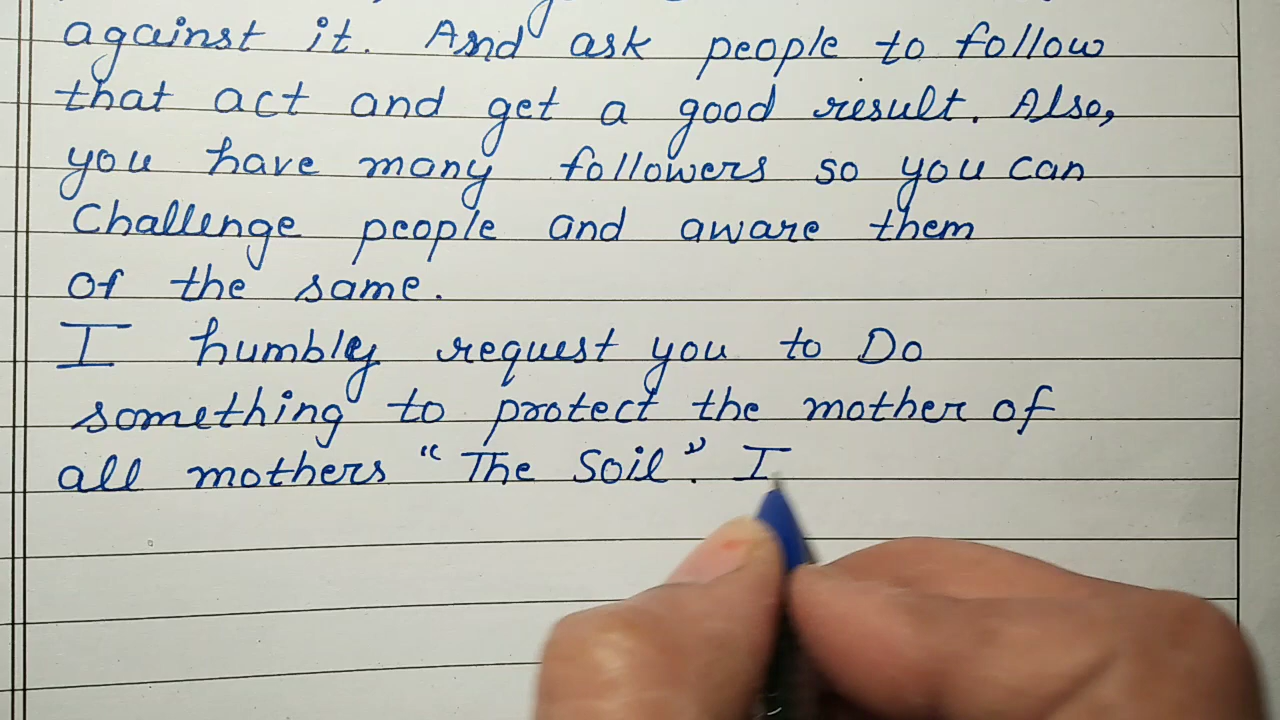 against it. And ask people to follow
that act and get a good result. Also,
you have many followers so you can
Challenge people and aware them
of the same.
I humbly request you to Do
something to protect the mother of
all mothers "The Soil". I